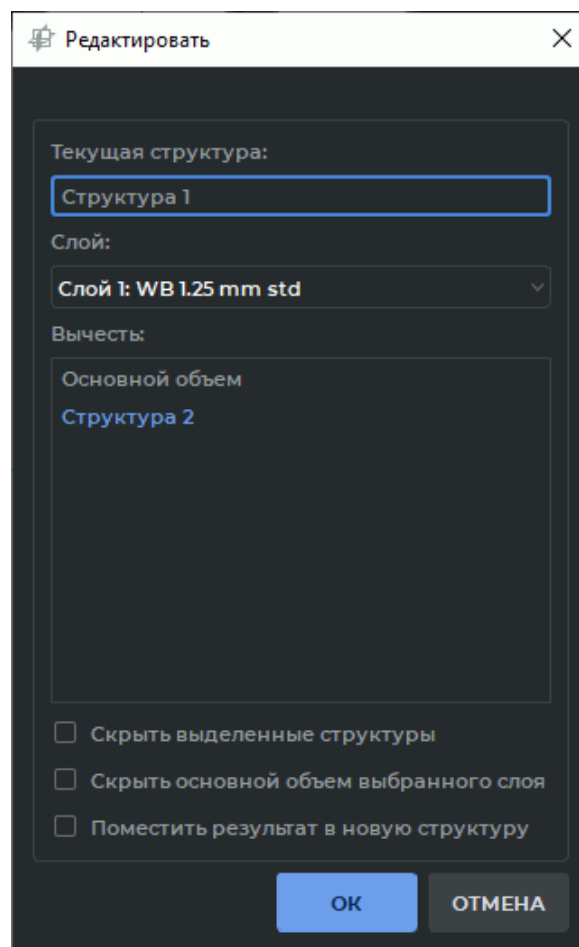 Редактировать
Текущая структура:
Структура 1
Слой:
Слой 1: WB 1.25 mm std
Вычесть:
Основной объем
Структура 2
Скрыть выделенные структуры
Скрыть основной объем выбранного слоя
Поместить результат в новую структуру
ОК
ОТМЕНА